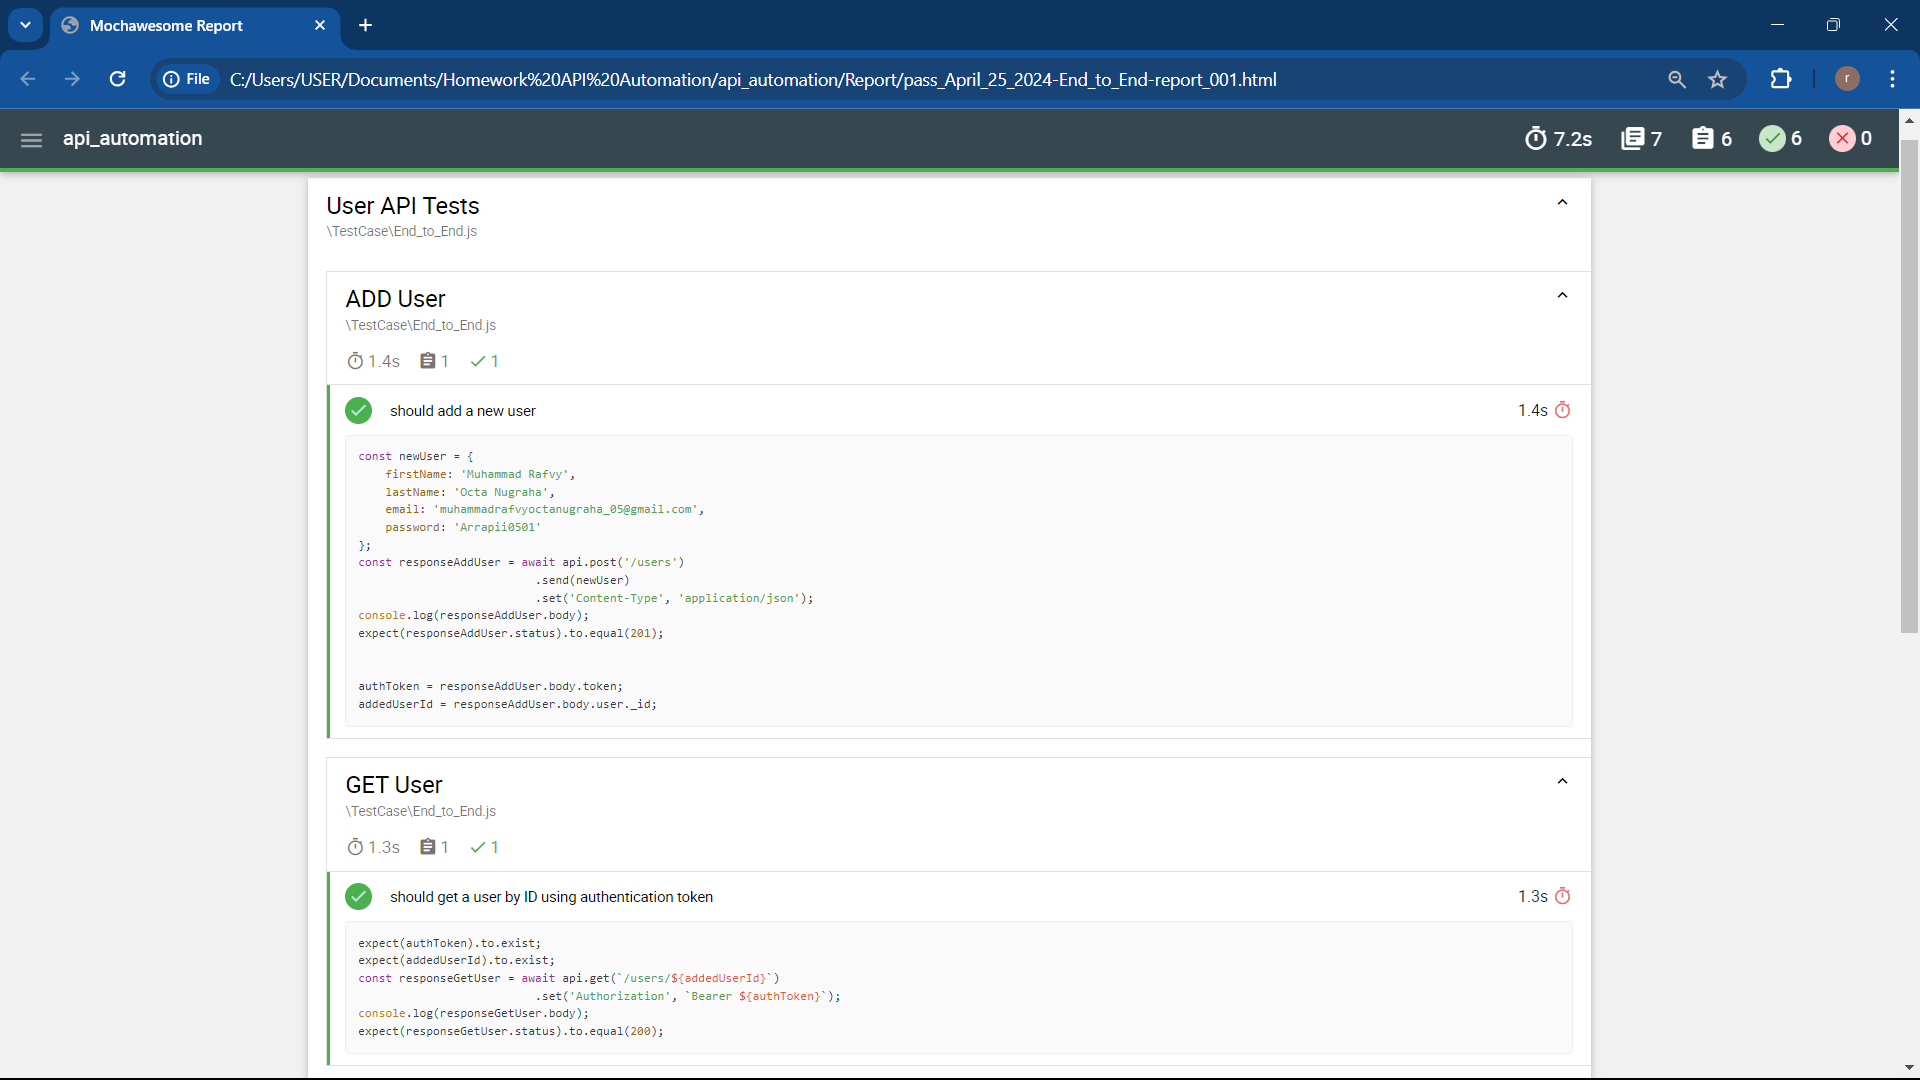 Mochawesome Report
File
C:/Users/USER/Documents/Homework%20API%20Automation/api_automation/Report/pass_April_25_2024-End_to_End-report_001.html
r
api_automation
7.2s 7 6 6 0
User API Tests
\TestCase\End_to_End.js
ADD User
\TestCase\End_to_End.js
1.4s 1 1
should add a new user 1.4s
const newUser = {
    firstName: 'Muhammad Rafvy',
    lastName: 'Octa Nugraha',
    email: 'muhammadrafvyoctanugraha_05@gmail.com',
    password: 'Arrapii0501'
};
const responseAddUser = await api.post('/users')
                          .send(newUser)
                          .set('Content-Type', 'application/json');
console.log(responseAddUser.body);
expect(responseAddUser.status).to.equal(201);
authToken = responseAddUser.body.token;
addedUserId = responseAddUser.body.user._id;
GET User
\TestCase\End_to_End.js
1.3s 1 1
should get a user by ID using authentication token 1.3s
expect(authToken).to.exist;
expect(addedUserId).to.exist;
const responseGetUser = await api.get(`/users/${addedUserId}`)
                          .set('Authorization', `Bearer ${authToken}`);
console.log(responseGetUser.body);
expect(responseGetUser.status).to.equal(200);